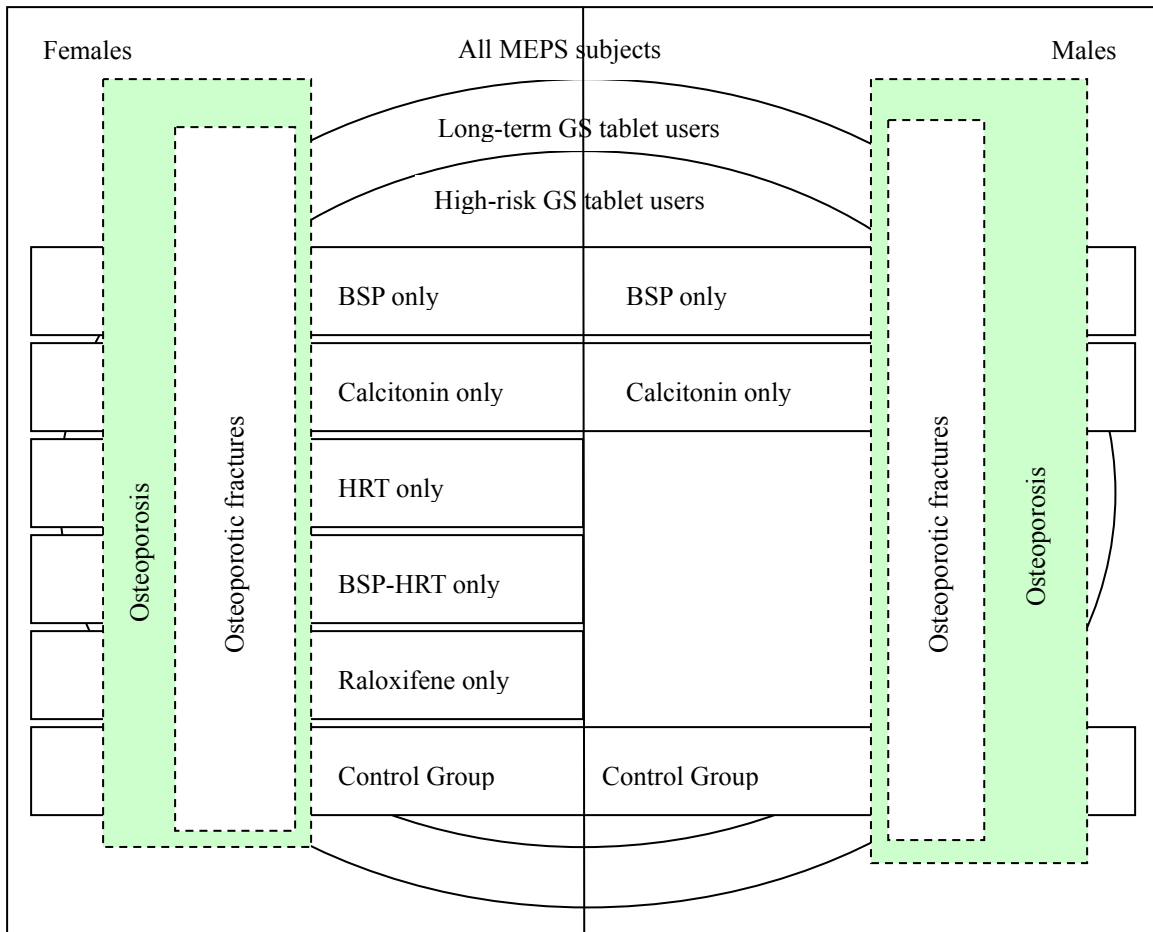 Females
All MEPS subjects
Males
Long-term GS tablet users
High-risk GS tablet users
BSP only
BSP only
Calcitonin only
Calcitonin only
HRT only
BSP-HRT only
Raloxifene only
Control Group
Control Group
Osteoporosis
Osteoporotic fractures
Osteoporotic fractures
Osteoporosis